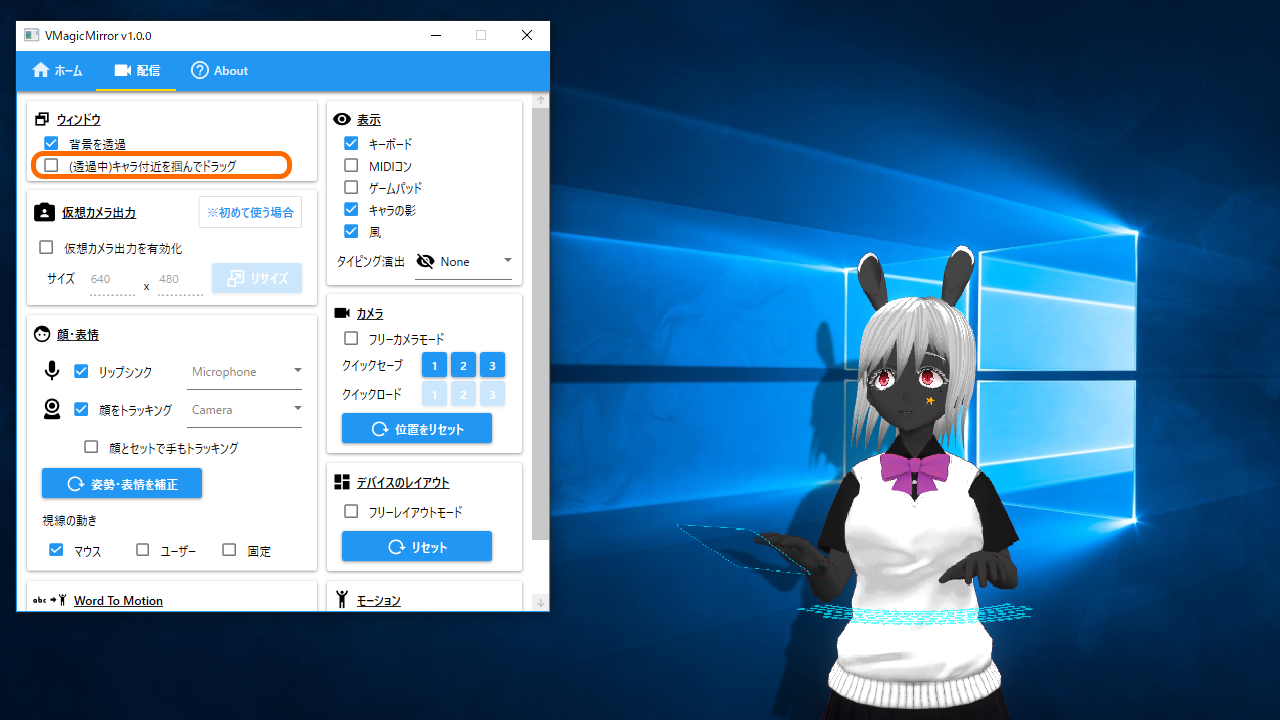 VMagicMirror v1.0.0
ホーム
配信
About
ウィンドウ
背景を透過
(透過中)キャラ付近を掴んでドラッグ
仮想カメラ出力
※初めて使う場合
仮想カメラ出力を有効化
サイズ 640 x 480 リサイズ
顔・表情
リップシンク Microphone
顔をトラッキング Camera
顔とセットで手もトラッキング
姿勢・表情を補正
視線の動き
マウス ユーザー 固定
abc Word To Motion
表示
キーボード
MIDIコン
ゲームパッド
キャラの影
風
タイピング演出 None
カメラ
フリーカメラモード
クイックセーブ 1 2 3
クイックロード 1 2 3
位置をリセット
デバイスのレイアウト
フリーレイアウトモード
リセット
モーション